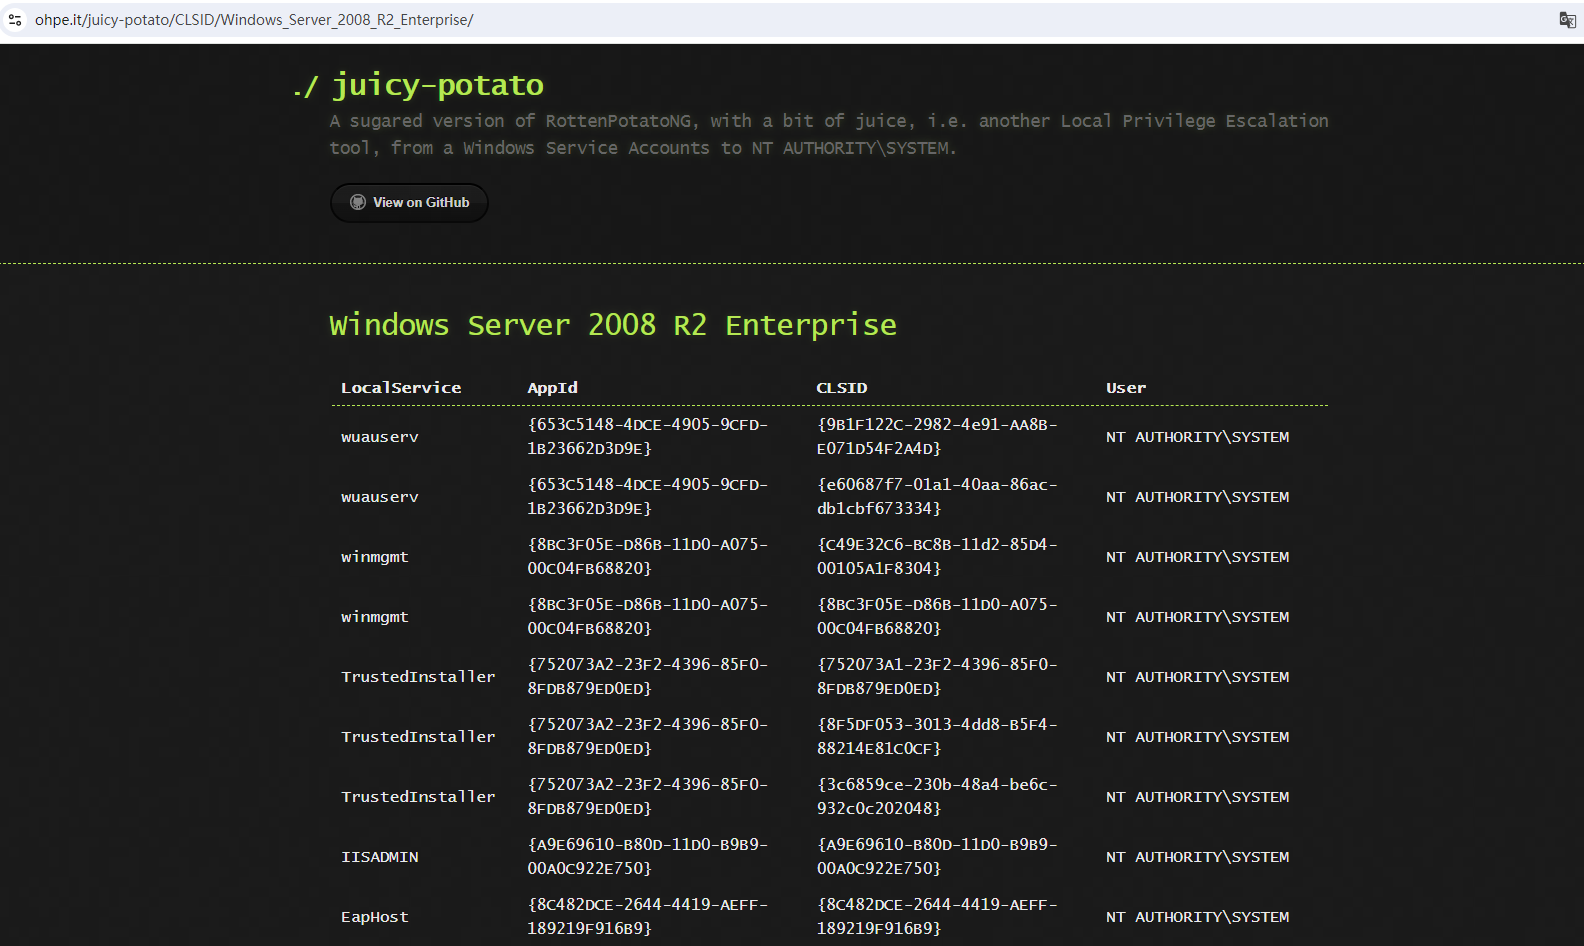 ohpe.it/juicy-potato/CLSID/Windows_Server_2008_R2_Enterprise/
./ juicy-potato
A sugared version of RottenPotatoNG, with a bit of juice, i.e. another Local Privilege Escalation
tool, from a Windows Service Accounts to NT AUTHORITY\SYSTEM.
View on GitHub
Windows Server 2008 R2 Enterprise
LocalService AppId CLSID User
wuauserv {653C5148-4DCE-4905-9CFD-1B23662D3D9E} {9B1F122C-2982-4e91-AA8B-E071D54F2A4D} NT AUTHORITY\SYSTEM
wuauserv {653C5148-4DCE-4905-9CFD-1B23662D3D9E} {e60687f7-01a1-40aa-86ac-db1cbf673334} NT AUTHORITY\SYSTEM
winmgmt {8BC3F05E-D86B-11D0-A075-00C04FB68820} {C49E32C6-BC8B-11d2-85D4-00105A1F8304} NT AUTHORITY\SYSTEM
winmgmt {8BC3F05E-D86B-11D0-A075-00C04FB68820} {8BC3F05E-D86B-11D0-A075-00C04FB68820} NT AUTHORITY\SYSTEM
TrustedInstaller {752073A2-23F2-4396-85F0-8FDB879ED0ED} {752073A1-23F2-4396-85F0-8FDB879ED0ED} NT AUTHORITY\SYSTEM
TrustedInstaller {752073A2-23F2-4396-85F0-8FDB879ED0ED} {8F5DF053-3013-4dd8-B5F4-88214E81C0CF} NT AUTHORITY\SYSTEM
TrustedInstaller {752073A2-23F2-4396-85F0-8FDB879ED0ED} {3c6859ce-230b-48a4-be6c-932c0c202048} NT AUTHORITY\SYSTEM
IISADMIN {A9E69610-B80D-11D0-B9B9-00A0C922E750} {A9E69610-B80D-11D0-B9B9-00A0C922E750} NT AUTHORITY\SYSTEM
EapHost {8C482DCE-2644-4419-AEFF-189219F916B9} {8C482DCE-2644-4419-AEFF-189219F916B9} NT AUTHORITY\SYSTEM